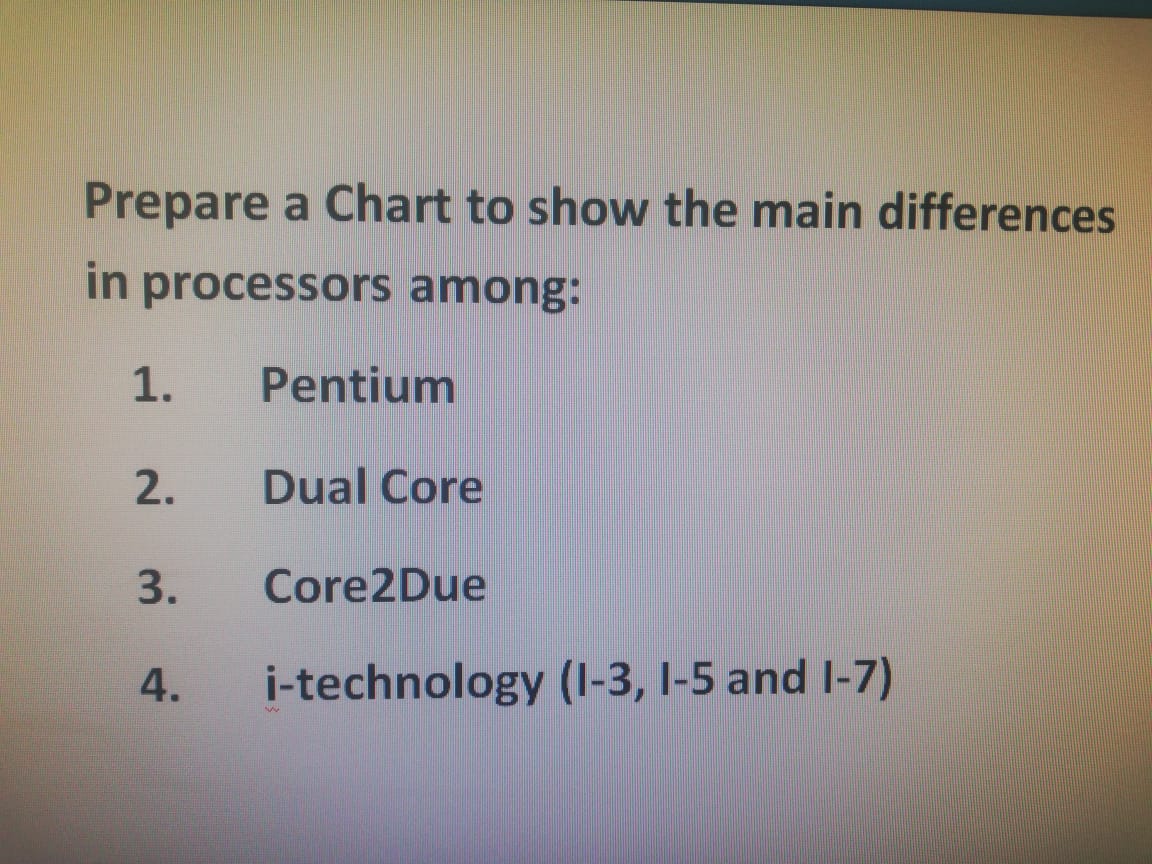 Prepare a Chart to show the main differences
in processors among:
1. Pentium
2. Dual Core
3. Core2Due
4. i-technology (I-3, I-5 and I-7)